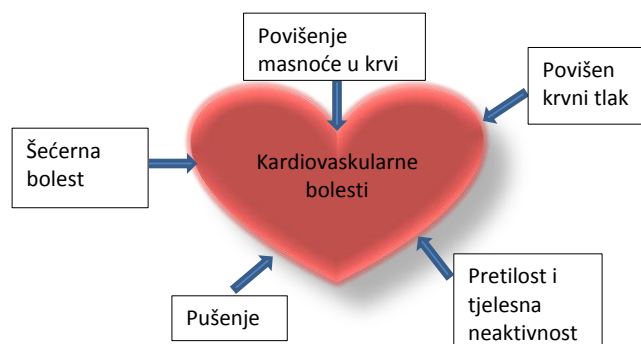 Povišenje
masnoće u krvi
Povišen
krvni tlak
Šećerna
bolest
Kardiovaskularne
bolesti
Pušenje
Pretilost i
tjelesna
neaktivnost